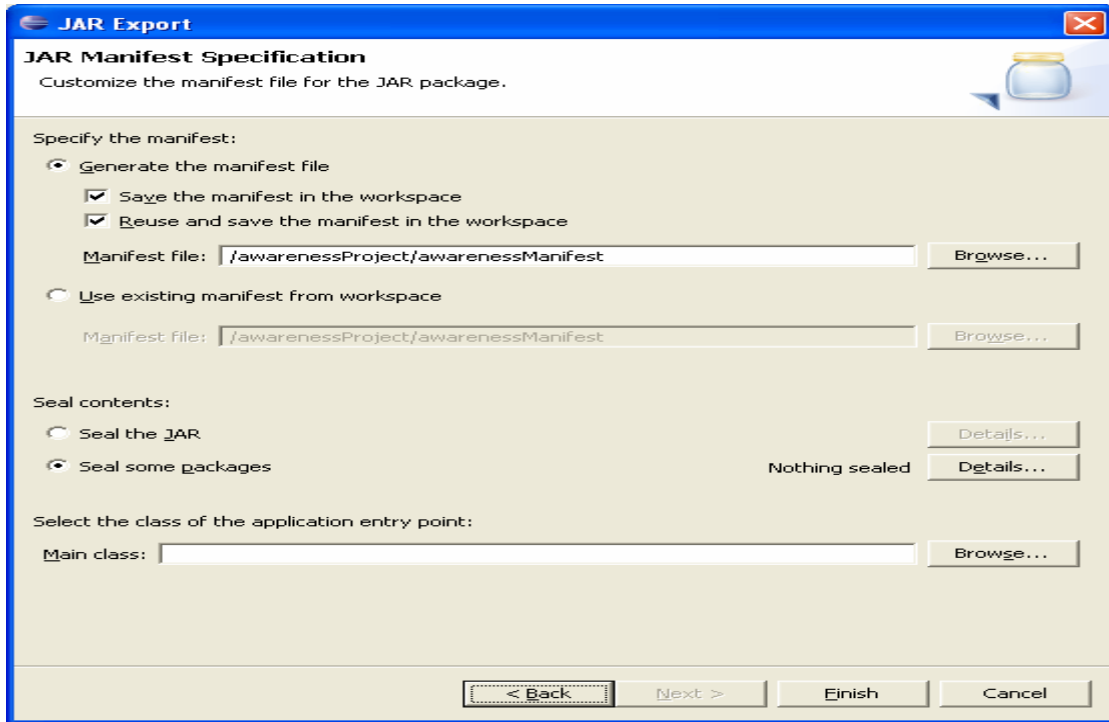 JAR Export
JAR Manifest Specification
Customize the manifest file for the JAR package.
Specify the manifest:
Generate the manifest file
Save the manifest in the workspace
Reuse and save the manifest in the workspace
Manifest file: /awarenessProject/awarenessManifest Browse...
Use existing manifest from workspace
Manifest file: /awarenessProject/awarenessManifest Browse...
Seal contents:
Seal the JAR Details...
Seal some packages Nothing sealed Details...
Select the class of the application entry point:
Main class: Browse...
< Back Next > Finish Cancel